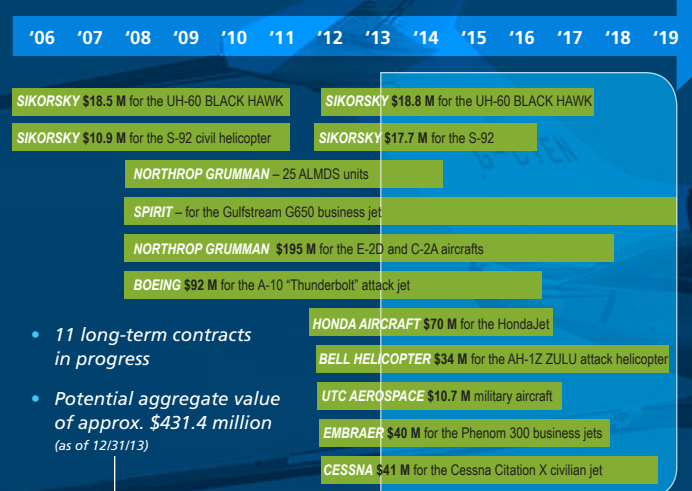 ‘06 ‘07 ‘08 ‘09 ‘10 ‘11 ‘12 ‘13 ‘14 ‘15 ‘16 ‘17 ‘18 ‘19
SIKORSKY $18.5 M for the UH-60 BLACK HAWK
SIKORSKY $18.8 M for the UH-60 BLACK HAWK
SIKORSKY $10.9 M for the S-92 civil helicopter
SIKORSKY $17.7 M for the S-92
G-CTEN
NORTHROP GRUMMAN – 25 ALMDS units
SPIRIT – for the Gulfstream G650 business jet
NORTHROP GRUMMAN $195 M for the E-2D and C-2A aircrafts
BOEING $92 M for the A-10 “Thunderbolt” attack jet
HONDA AIRCRAFT $70 M for the HondaJet
BELL HELICOPTER $34 M for the AH-1Z ZULU attack helicopter
UTC AEROSPACE $10.7 M military aircraft
EMBRAER $40 M for the Phenom 300 business jets
CESSNA $41 M for the Cessna Citation X civilian jet
• 11 long-term contracts
in progress
• Potential aggregate value
of approx. $431.4 million
(as of 12/31/13)